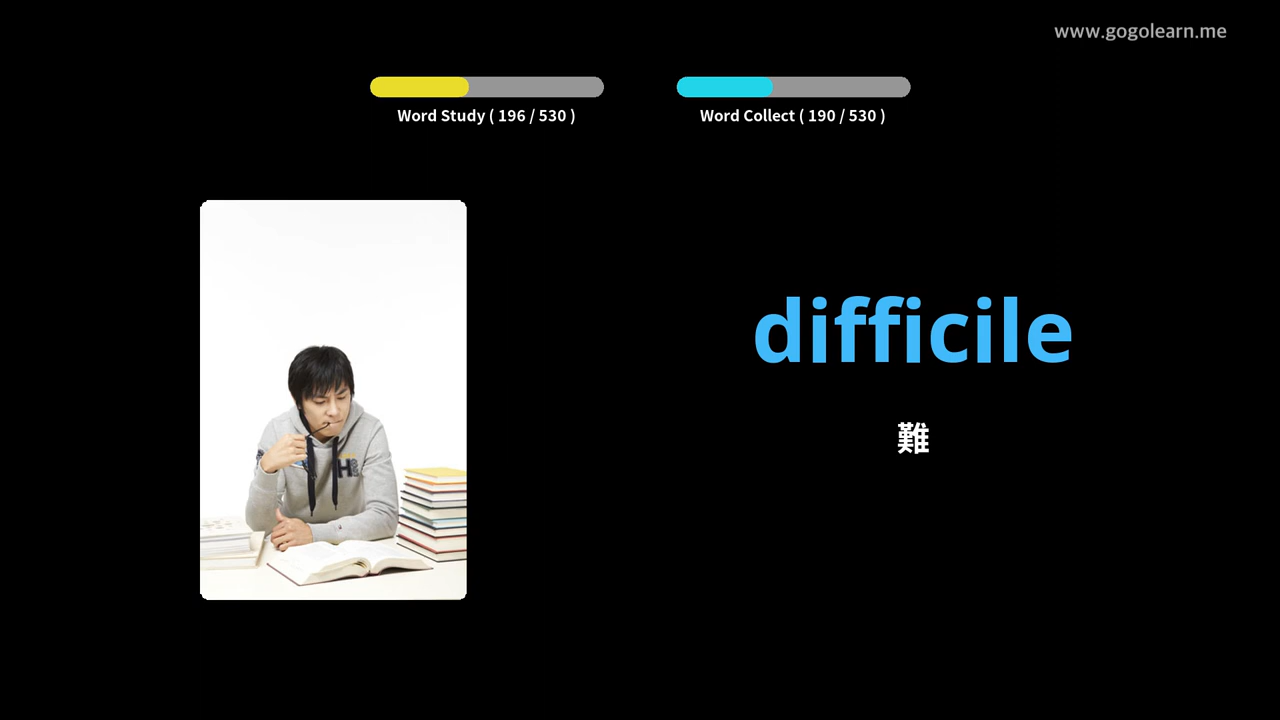 www.gogolearn.me
Word Study ( 196 / 530 )
Word Collect ( 190 / 530 )
difficile
難
H